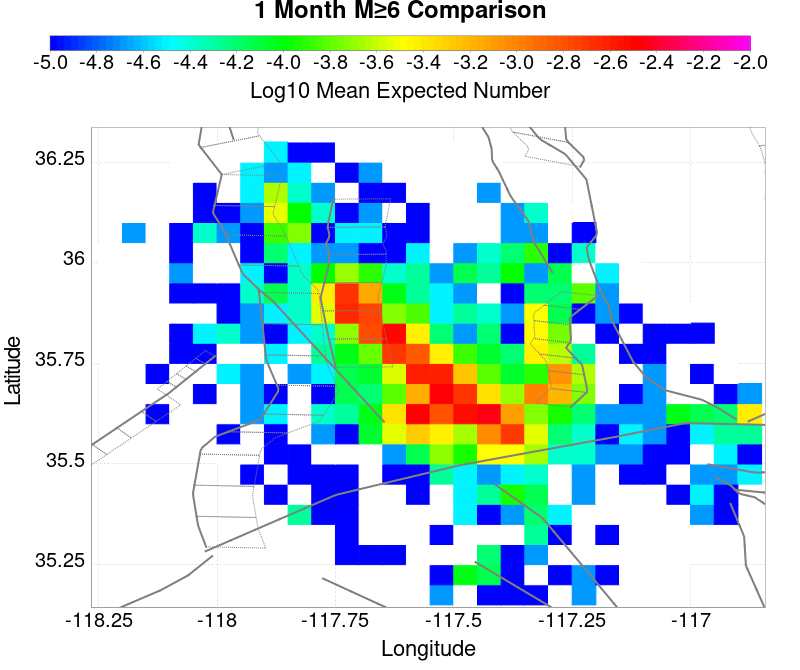 1 Month M≥6 Comparison
-5.0 -4.8 -4.6 -4.4 -4.2 -4.0 -3.8 -3.6 -3.4 -3.2 -3.0 -2.8 -2.6 -2.4 -2.2 -2.0
Log10 Mean Expected Number
36.25
36
35.75
35.5
35.25
Latitude
-118.25 -118 -117.75 -117.5 -117.25 -117
Longitude